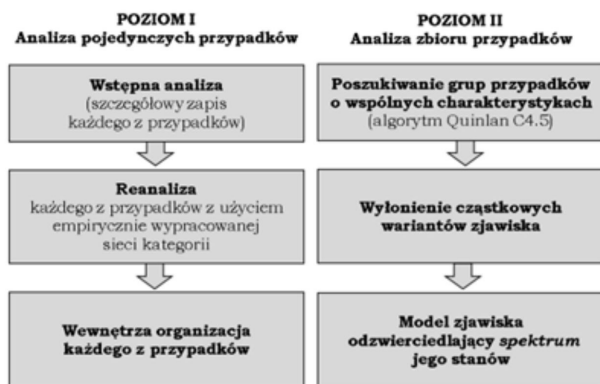 POZIOM I
Analiza pojedynczych przypadków
Wstępna analiza
(szczegółowy zapis
każdego z przypadków)
Reanaliza
każdego z przypadków z użyciem
empirycznie wypracowanej
sieci kategorii
Wewnętrza organizacja
każdego z przypadków
POZIOM II
Analiza zbioru przypadków
Poszukiwanie grup przypadków
o wspólnych charakterystykach
(algorytm Quinlan C4.5)
Wyłonienie cząstkowych
wariantów zjawiska
Model zjawiska
odzwierciedlający spektrum
jego stanów